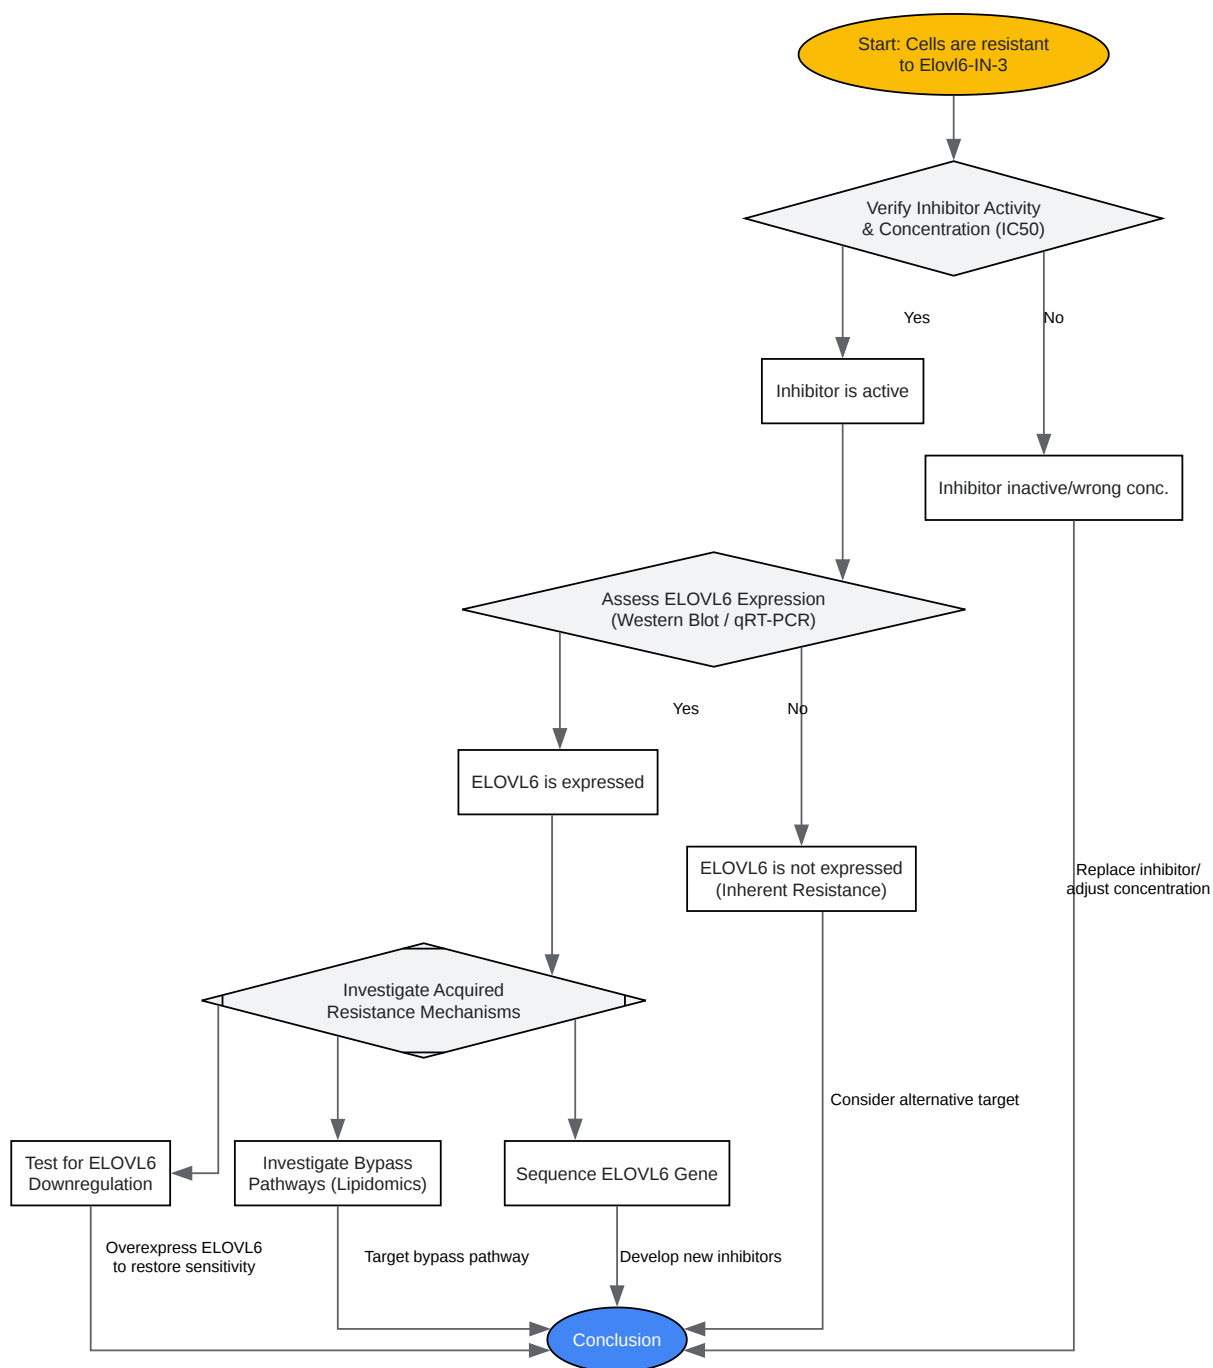 Start: Cells are resistant
to Elovl6-IN-3
Verify Inhibitor Activity
& Concentration (IC50)
Yes
No
Inhibitor is active
Inhibitor inactive/wrong conc.
Assess ELOVL6 Expression
(Western Blot / qRT-PCR)
Yes
No
ELOVL6 is expressed
ELOVL6 is not expressed
(Inherent Resistance)
Replace inhibitor/
adjust concentration
Investigate Acquired
Resistance Mechanisms
Consider alternative target
Test for ELOVL6
Downregulation
Investigate Bypass
Pathways (Lipidomics)
Sequence ELOVL6 Gene
Overexpress ELOVL6
to restore sensitivity
Target bypass pathway
Develop new inhibitors
Conclusion